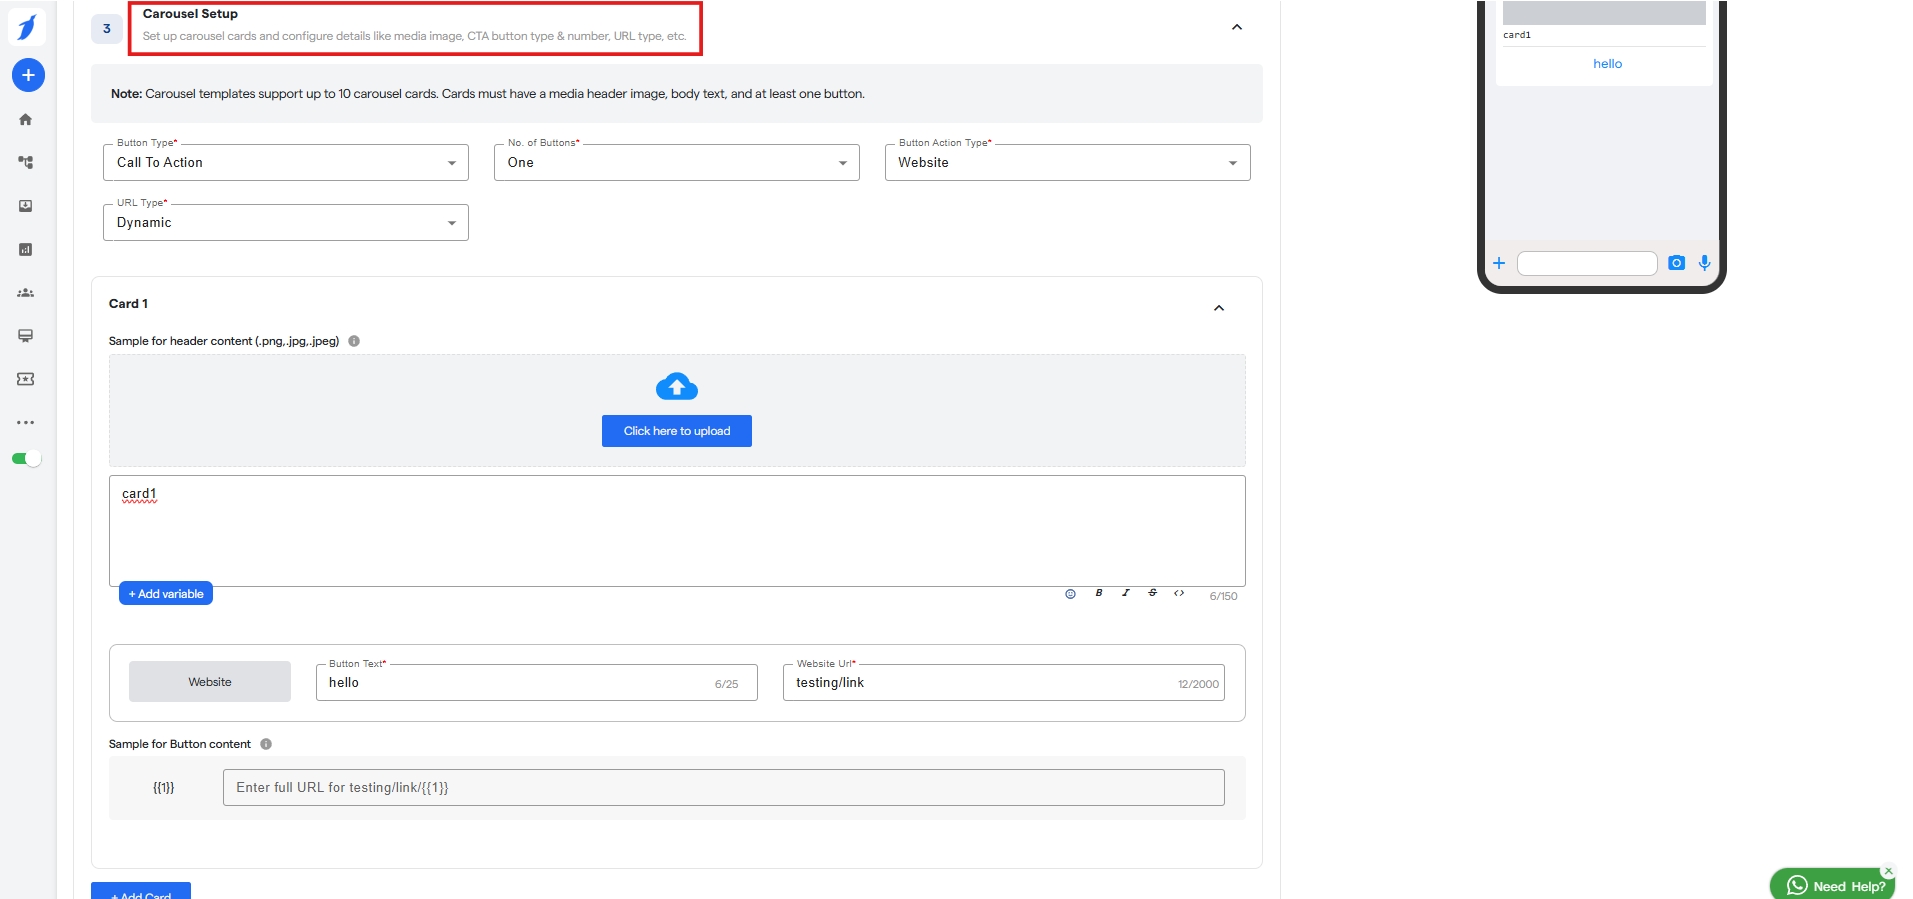 3
Carousel Setup
Set up carousel cards and configure details like media image, CTA button type & number, URL type, etc.
Note: Carousel templates support up to 10 carousel cards. Cards must have a media header image, body text, and at least one button.
Button Type*
Call To Action
No. of Buttons*
One
Button Action Type*
Website
URL Type*
Dynamic
Card 1
Sample for header content (.png,.jpg,.jpeg)
Click here to upload
card1
+ Add variable
B I S <> 6/150
Website
Button Text*
hello
6/25
Website Url*
testing/link
12/2000
Sample for Button content
{{1}}
Enter full URL for testing/link/{{1}}
+ Add Card
card1
hello
Need Help?